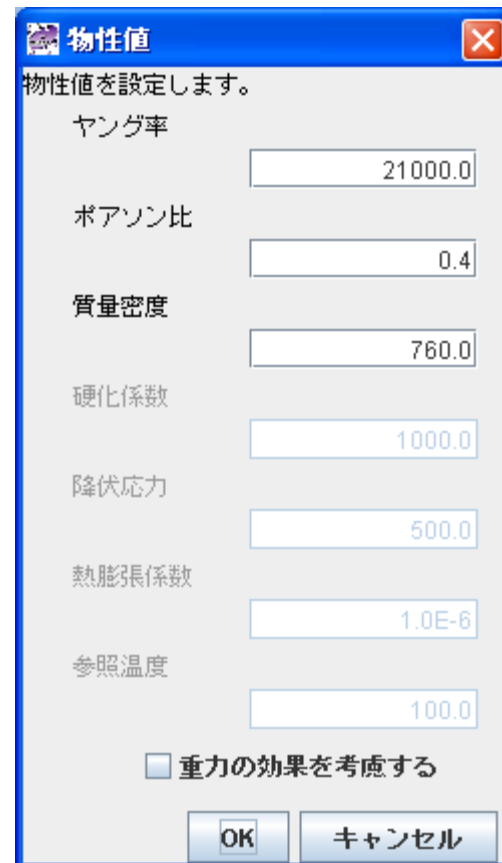 物性値
物性値を設定します。
ヤング率
21000.0
ポアソン比
0.4
質量密度
760.0
硬化係数
1000.0
降伏応力
500.0
熱膨張係数
1.0E-6
参照温度
100.0
重力の効果を考慮する
OK キャンセル